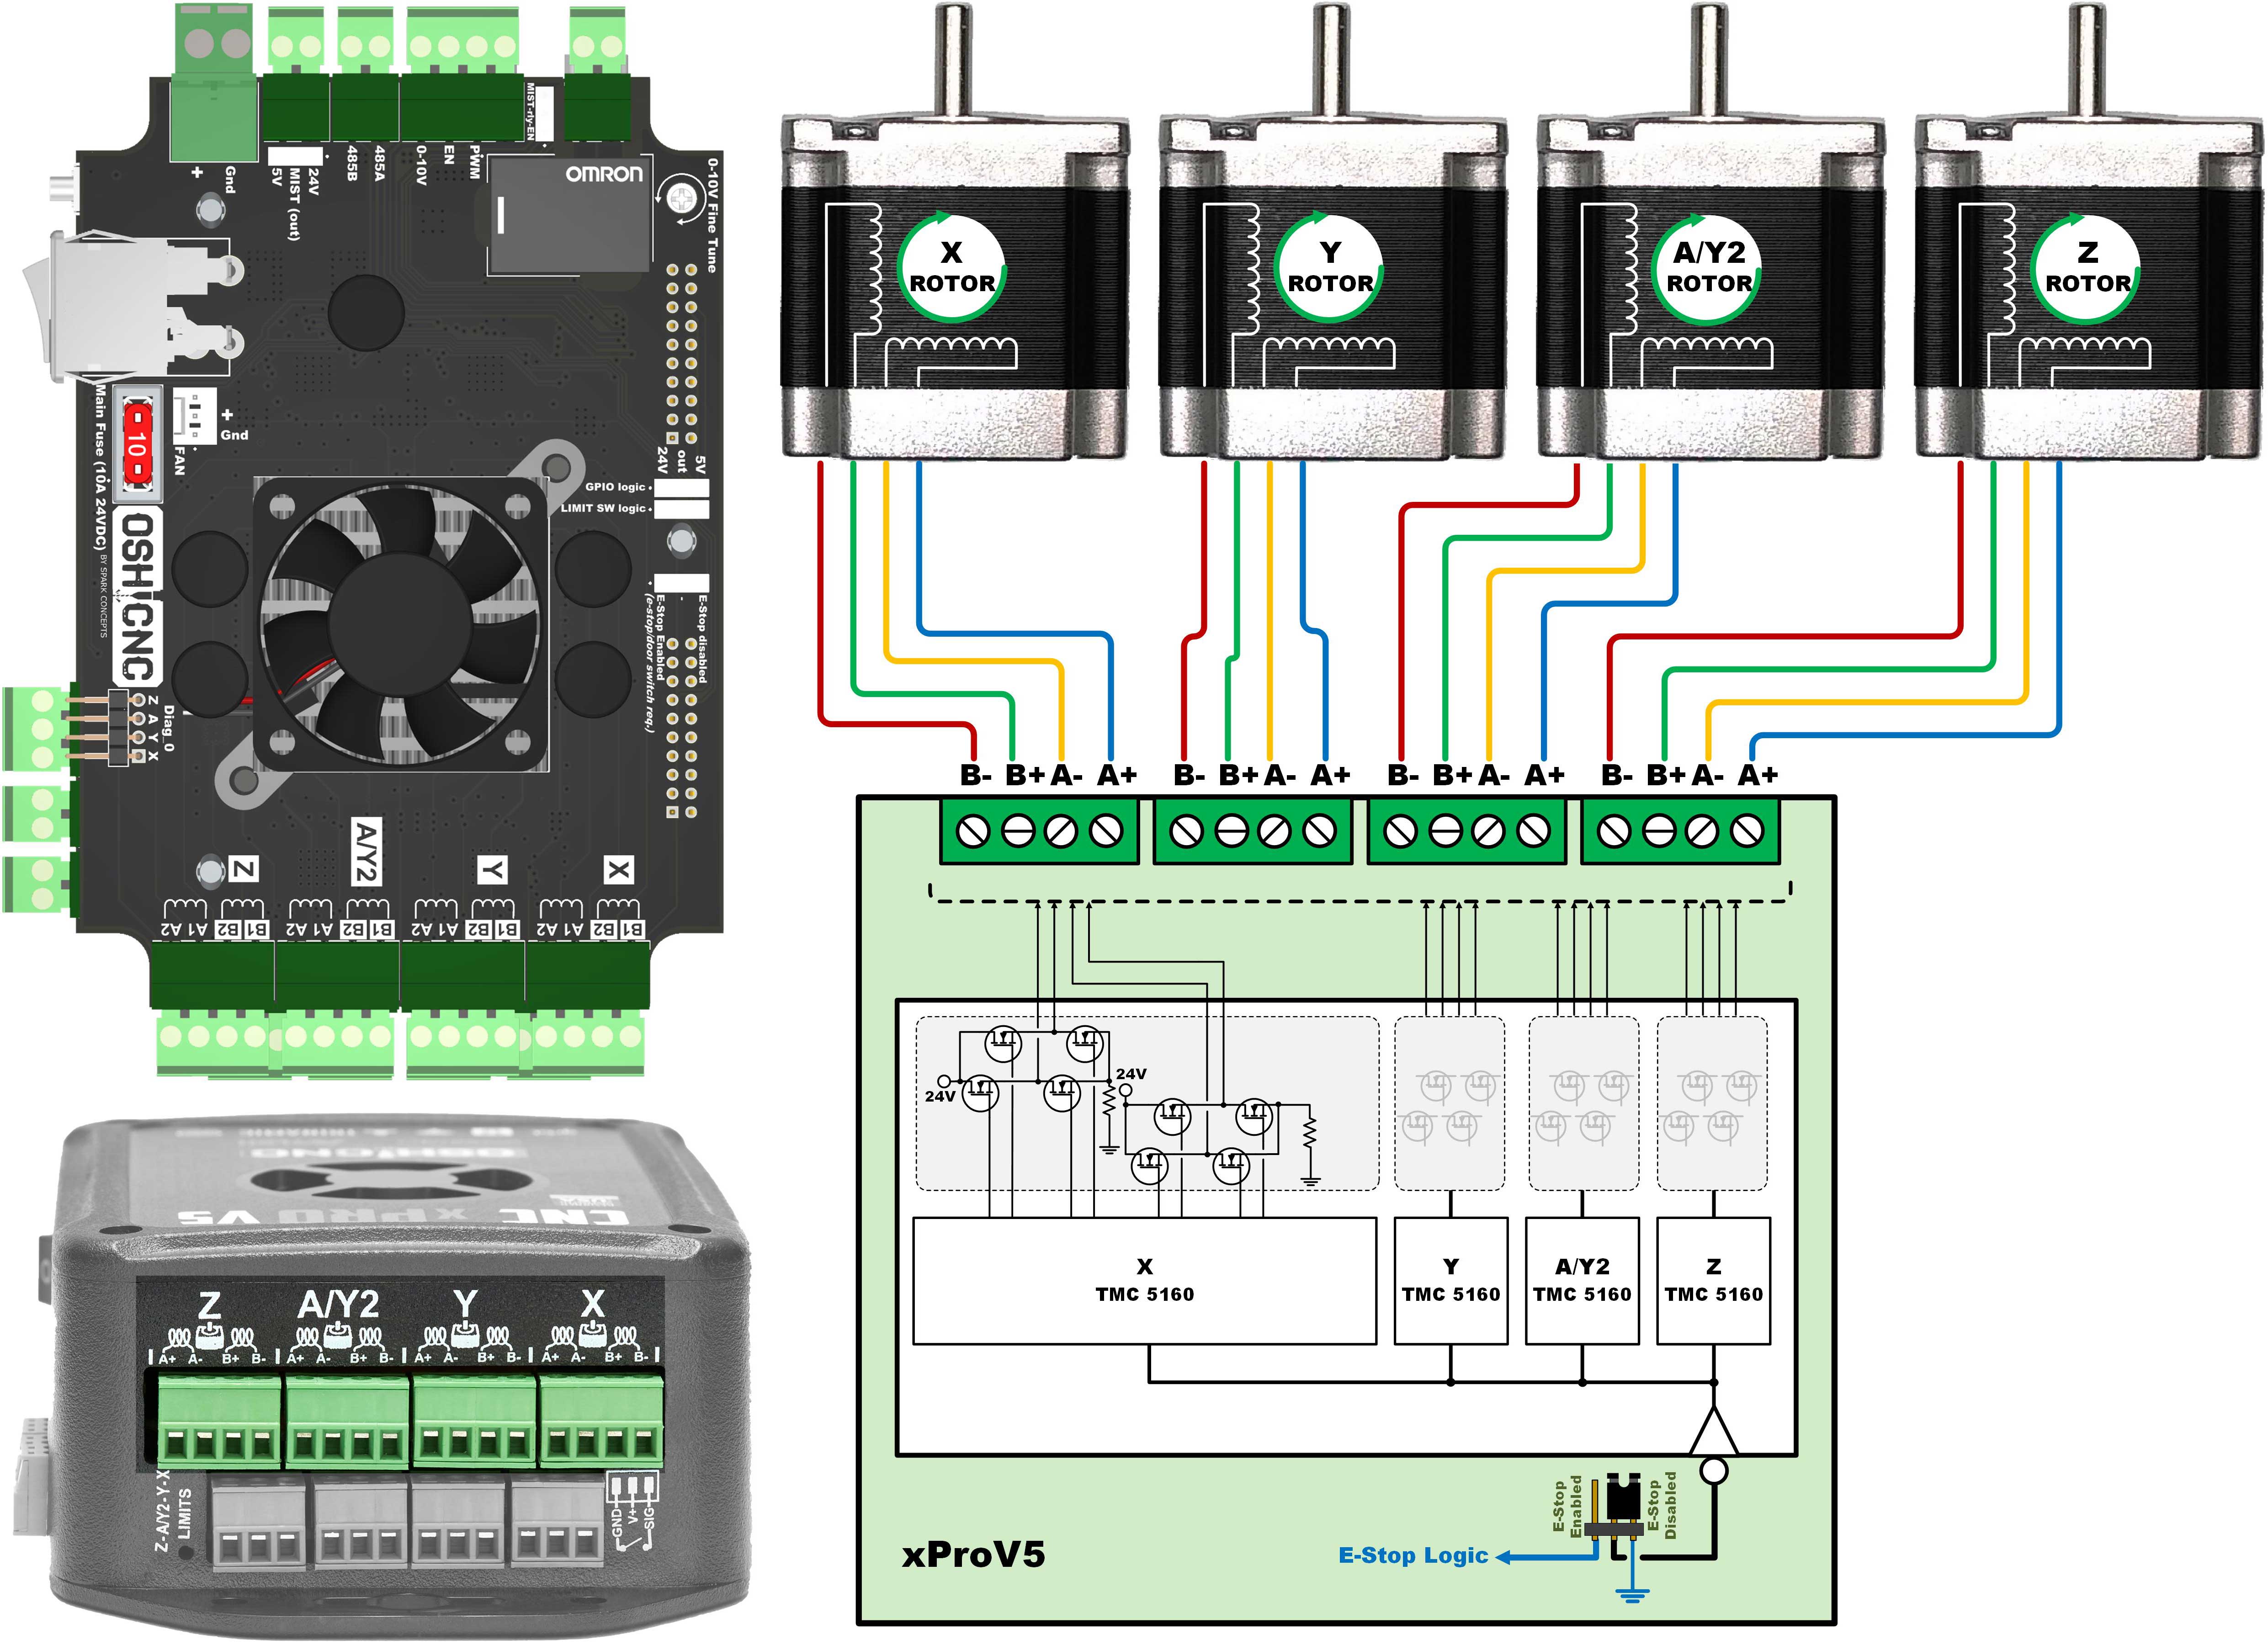 +
Gnd
5V
24V
MIST (out)
485B
485A
0-10V
EN
PWM
MIST-rly-EN
OMRON
0-10V Fine Tune
Main Fuse (10A 24VDC)
10
+
Gnd
FAN
24V
out
5V
GPIO logic
LIMIT SW logic
OSHCNC
BY SPARK CONCEPTS
E-Stop Enabled
(e-stop/door switch req.)
-
E-Stop disabled
Z
A
Y
X
Diag_0
Z
A/Y2
Y
X
A2 A1 B2 B1
A2 A1 B2 B1
A2 A1 B2 B1
A2 A1 B2 B1
CNC xPRO V5
Z
A/Y2
Y
X
A+ A- B+ B-
A+ A- B+ B-
A+ A- B+ B-
A+ A- B+ B-
Z-A/Y2-Y-X
LIMITS
GND
V+
SIG
X
ROTOR
Y
ROTOR
A/Y2
ROTOR
Z
ROTOR
B- B+ A- A+
B- B+ A- A+
B- B+ A- A+
B- B+ A- A+
24V
24V
X
TMC 5160
Y
TMC 5160
A/Y2
TMC 5160
Z
TMC 5160
E-Stop
Enabled
E-Stop
Disabled
E-Stop Logic
xProV5